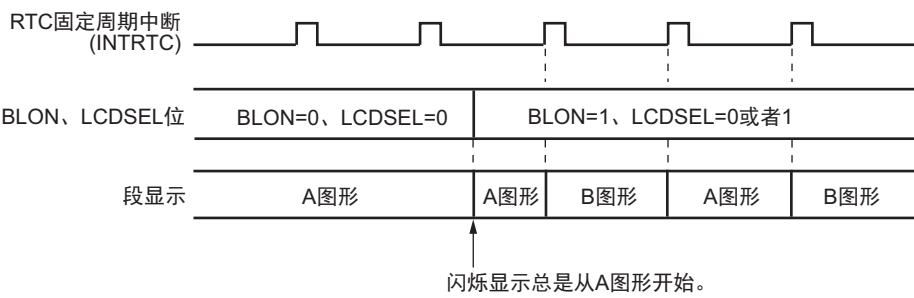 RTC固定周期中断
(INTRTC)
BLON、LCDSEL位
BLON=0、LCDSEL=0
BLON=1、LCDSEL=0或者1
段显示
A图形
A图形
B图形
A图形
B图形
闪烁显示总是从A图形开始。